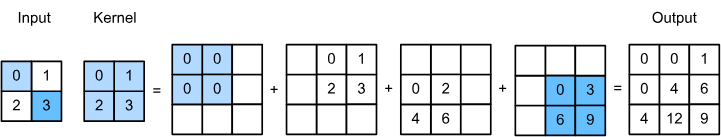 Input Kernel Output
0 0 0 1 0 0 1
0 1 0 1 = 0 0 + 2 3 + 0 2 + 0 3 = 0 4 6
2 3 2 3 4 6 6 9 4 12 9